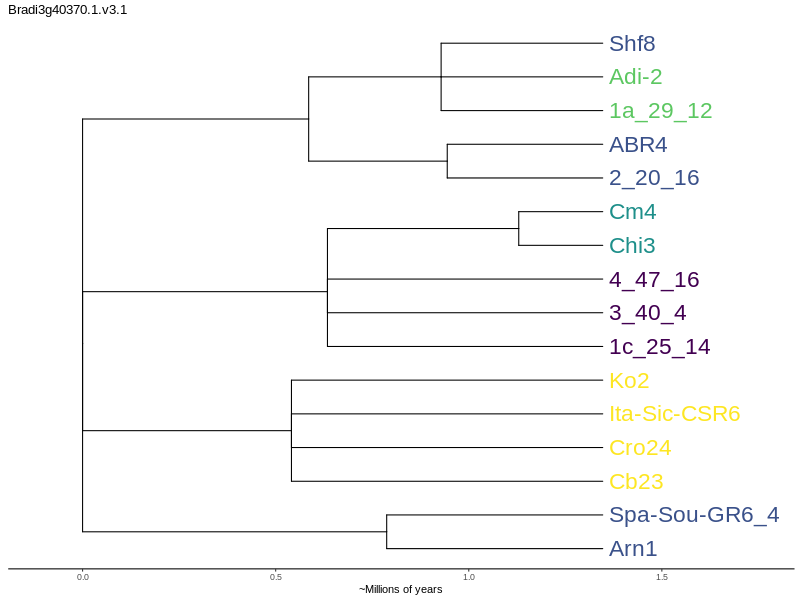 Bradi3g40370.1.v3.1
Shf8
Adi-2
1a_29_12
ABR4
2_20_16
Cm4
Chi3
4_47_16
3_40_4
1c_25_14
Ko2
Ita-Sic-CSR6
Cro24
Cb23
Spa-Sou-GR6_4
Arn1
0.0 0.5 1.0 1.5
~Millions of years